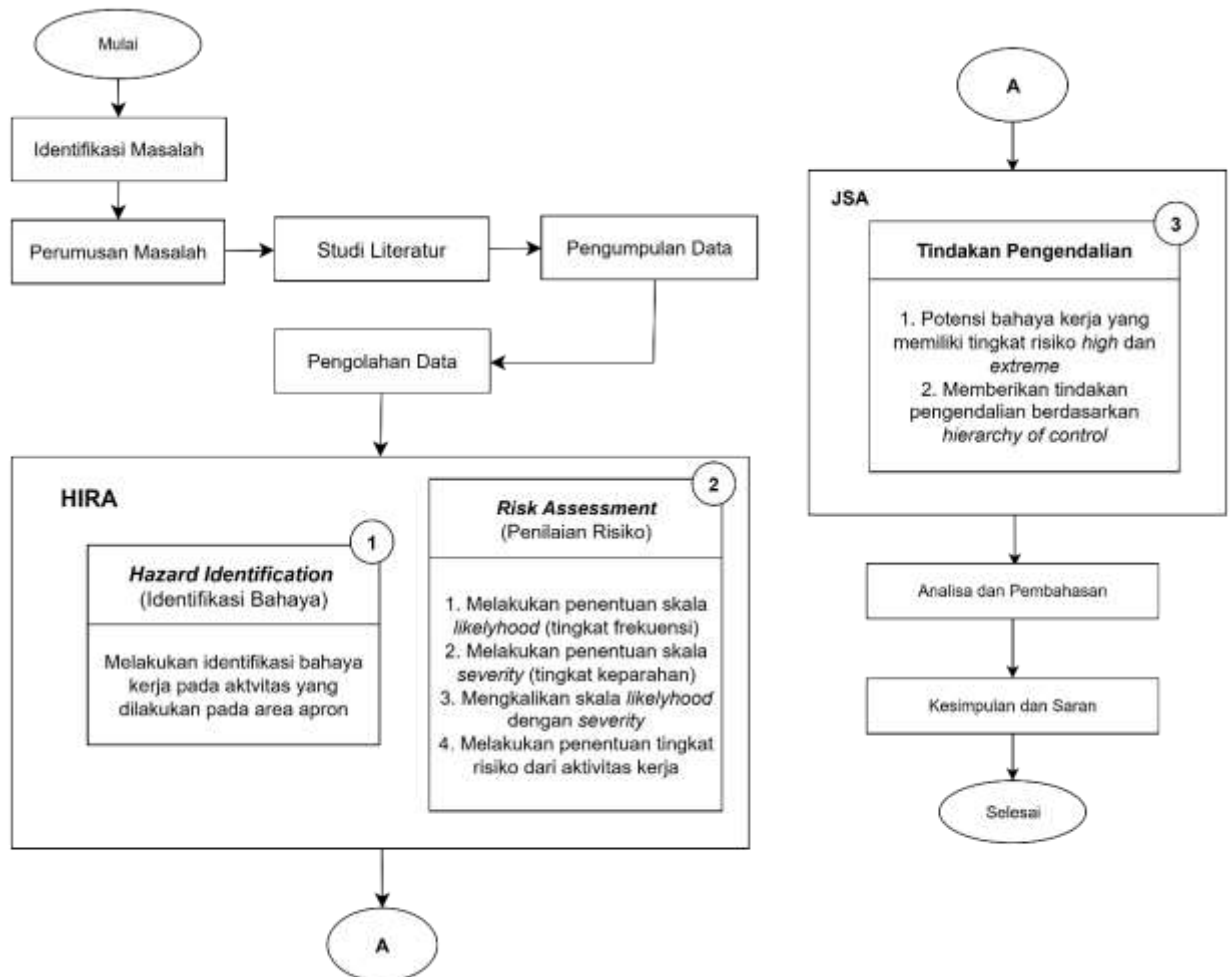 Mulai
Identifikasi Masalah
Perumusan Masalah
Studi Literatur
Pengumpulan Data
Pengolahan Data
HIRA
1
Hazard Identification
(Identifikasi Bahaya)
Melakukan identifikasi bahaya
kerja pada aktvitas yang
dilakukan pada area apron
2
Risk Assessment
(Penilaian Risiko)
1. Melakukan penentuan skala
likelyhood (tingkat frekuensi)
2. Melakukan penentuan skala
severity (tingkat keparahan)
3. Mengkalikan skala likelyhood
dengan severity
4. Melakukan penentuan tingkat
risiko dari aktivitas kerja
A
A
JSA
3
Tindakan Pengendalian
1. Potensi bahaya kerja yang
memiliki tingkat risiko high dan
extreme
2. Memberikan tindakan
pengendalian berdasarkan
hierarchy of control
Analisa dan Pembahasan
Kesimpulan dan Saran
Selesai